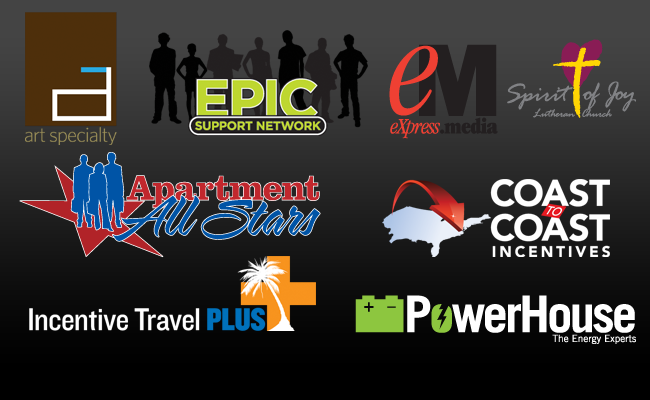 a
art specialty
EPIC
SUPPORT NETWORK
eM
eXpress.media
Spirit of Joy
Lutheran Church
Apartment
All Stars
COAST
TO
COAST
INCENTIVES
Incentive Travel PLUS
PowerHouse
The Energy Experts